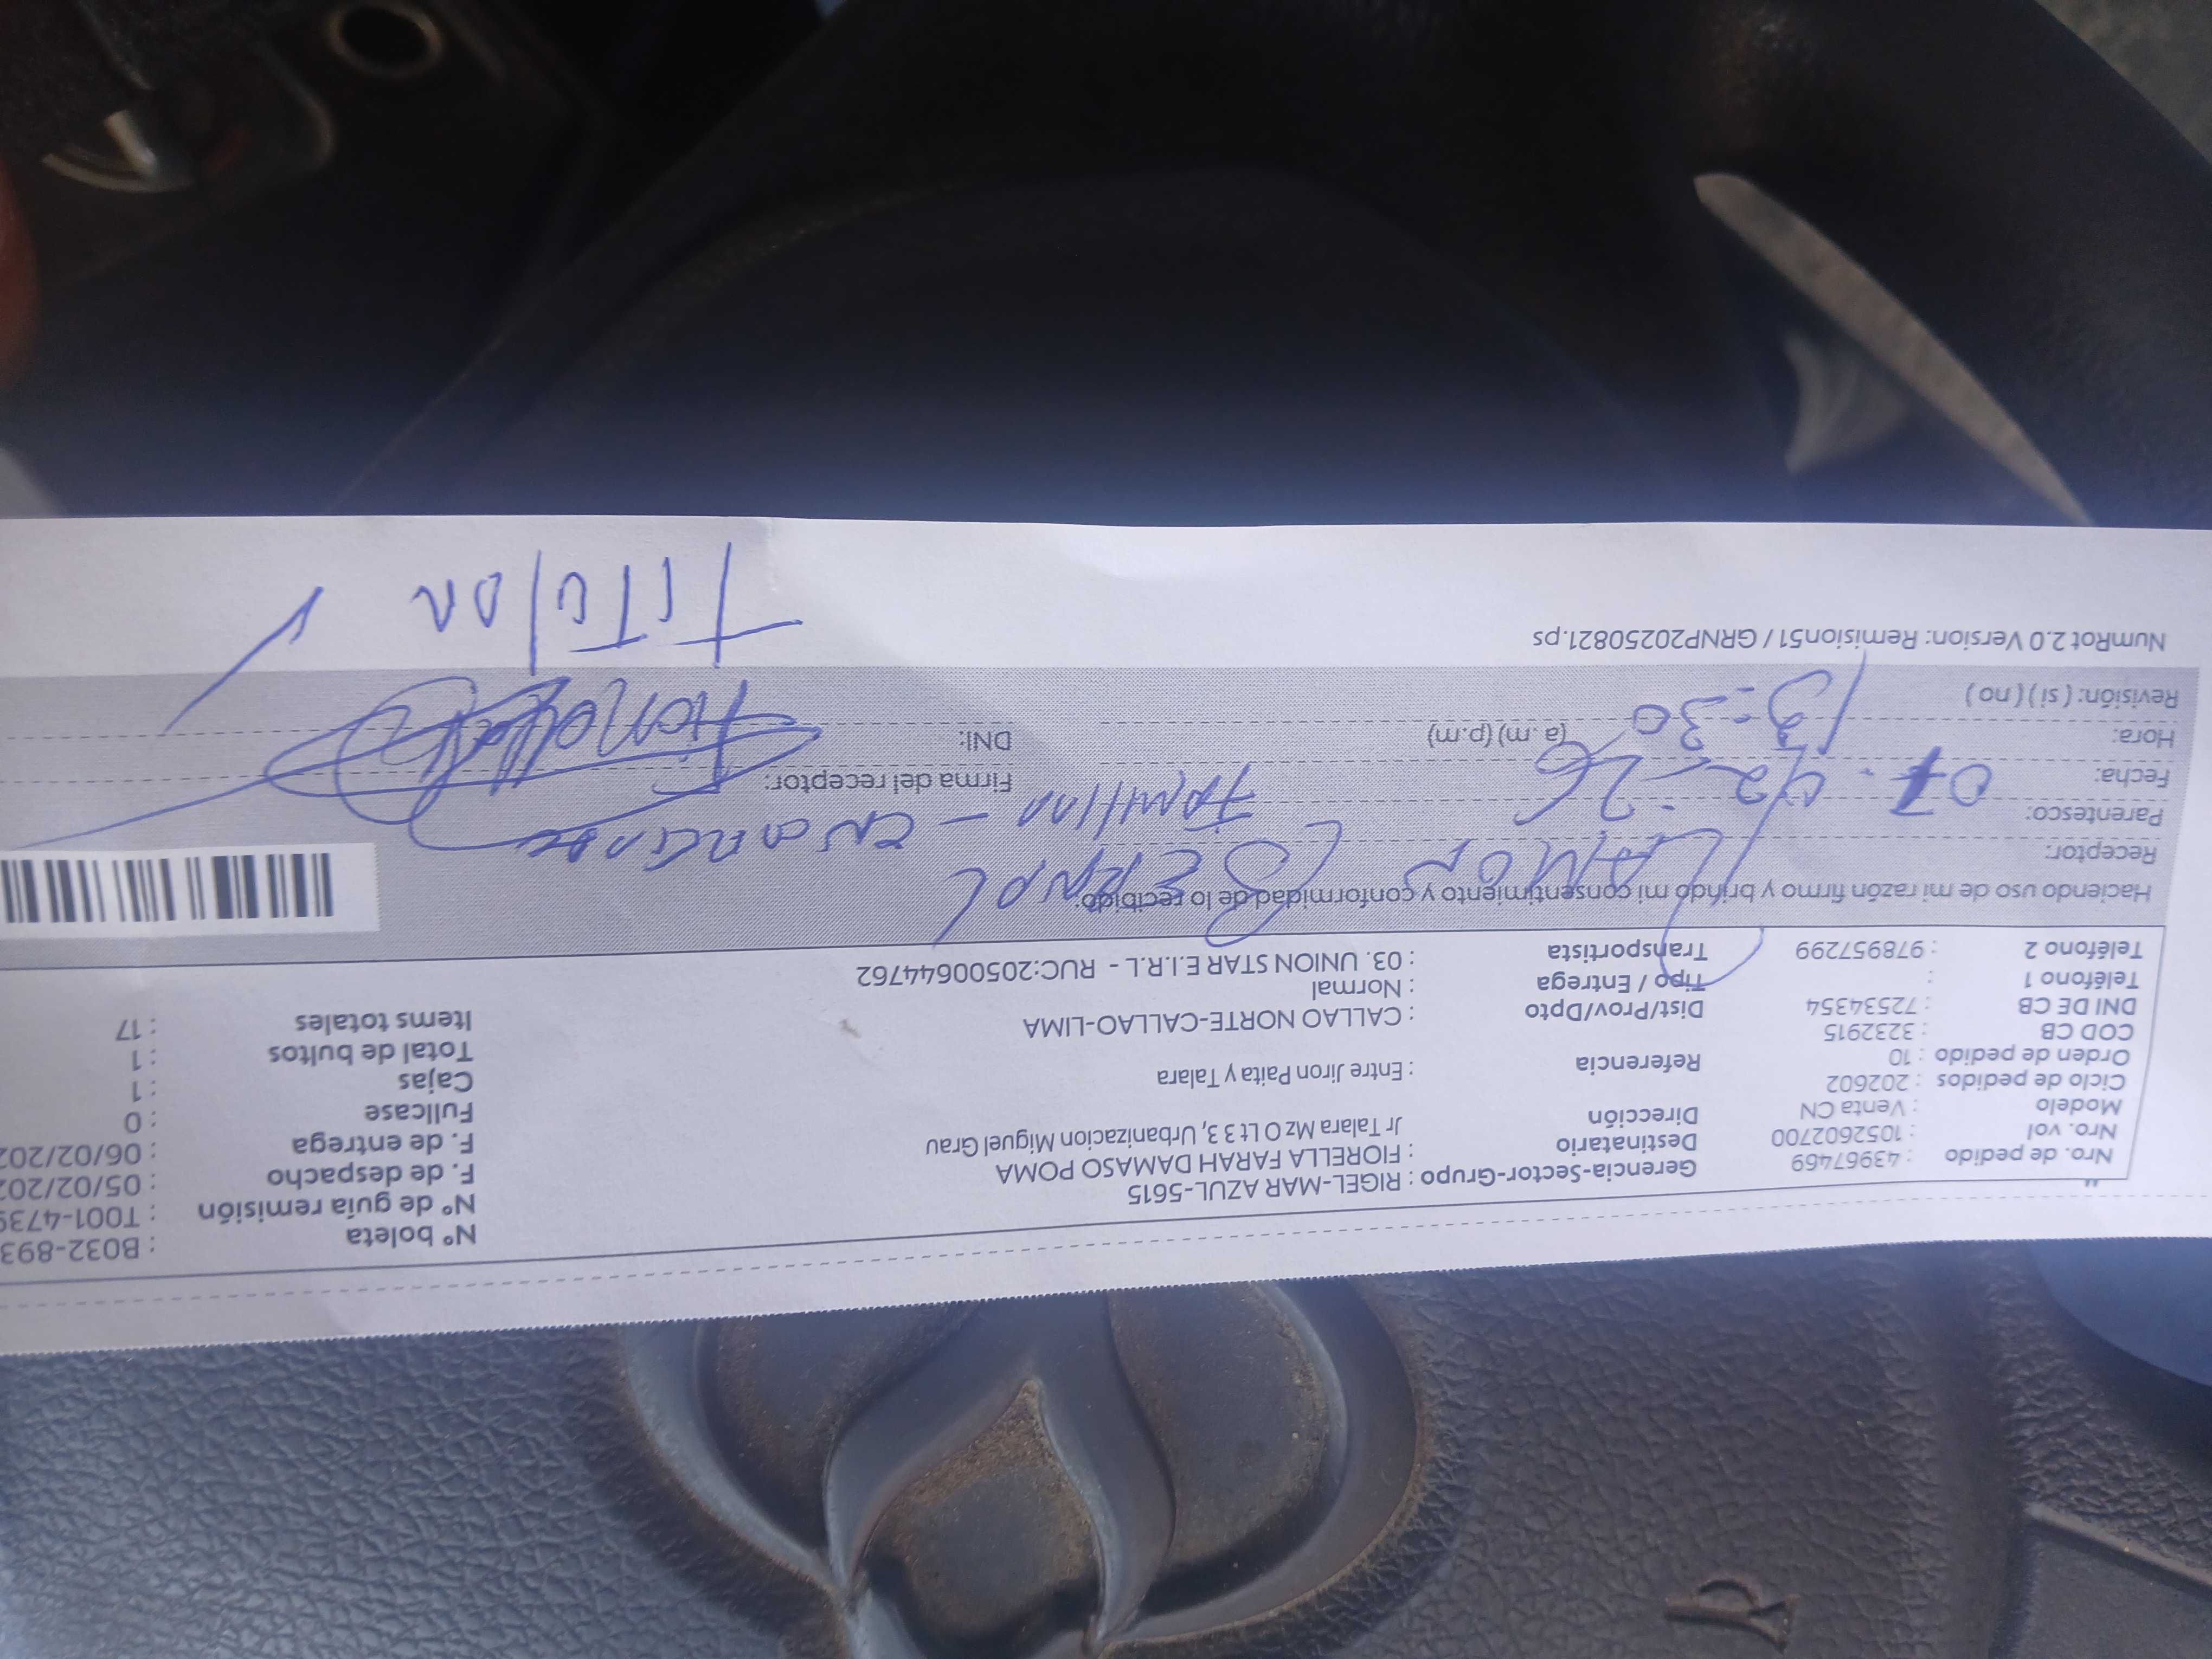 Nº boleta : B032-893
Nº de guía remisión : T001-4739
F. de despacho : 05/02/202
F. de entrega : 06/02/202
Fullcase : 0
Cajas : 1
Total de bultos : 1
Items totales : 17
Gerencia-Sector-Grupo : RIGEL-MAR AZUL-5615
Destinatario : FIORELLA FARAH DAMASO POMA
Dirección Jr Talara Mz O Lt 3 3, Urbanizacion Miguel Grau
Referencia : Entre Jiron Paita y Talara
Dist/Prov/Dpto : CALLAO NORTE-CALLAO-LIMA
Tipo / Entrega : Normal
Transportista : 03. UNION STAR E.I.R.L - RUC:20500644762
Nro. de pedido : 43967469
Nro. vol : 1052602700
Modelo : Venta CN
Ciclo de pedidos : 202602
Orden de pedido : 10
COD CB : 3232915
DNI DE CB : 72534354
Teléfono 1 :
Teléfono 2 : 978957299
Haciendo uso de mi razón firmo y brindo mi consentimiento y conformidad de lo recibido:
Receptor:
Parentesco:
Fecha: 07-02-26
Hora: 13:30 (a.m) (p.m)
Revisión: ( si ) ( no )
Firma del receptor:
DNI:
Titular
NumRot 2.0 Version: Remision51 / GRNP20250821.ps